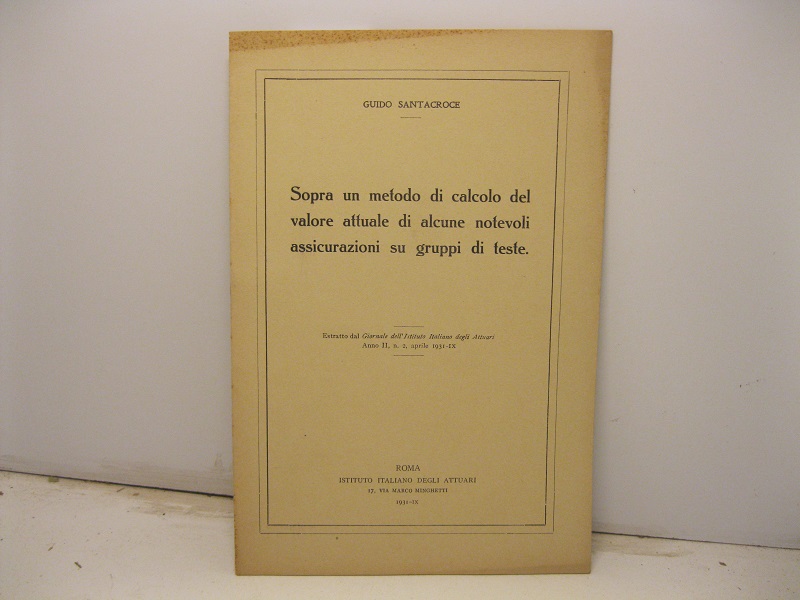 GUIDO SANTACROCE
Sopra un metodo di calcolo del
valore attuale di alcune notevoli
assicurazioni su gruppi di teste.
Estratto dal Giornale dell'Istituto Italiano degli Attuari
Anno II, n. 2, aprile 1931-IX
ROMA
ISTITUTO ITALIANO DEGLI ATTUARI
17, VIA MARCO MINGHETTI
1931-IX